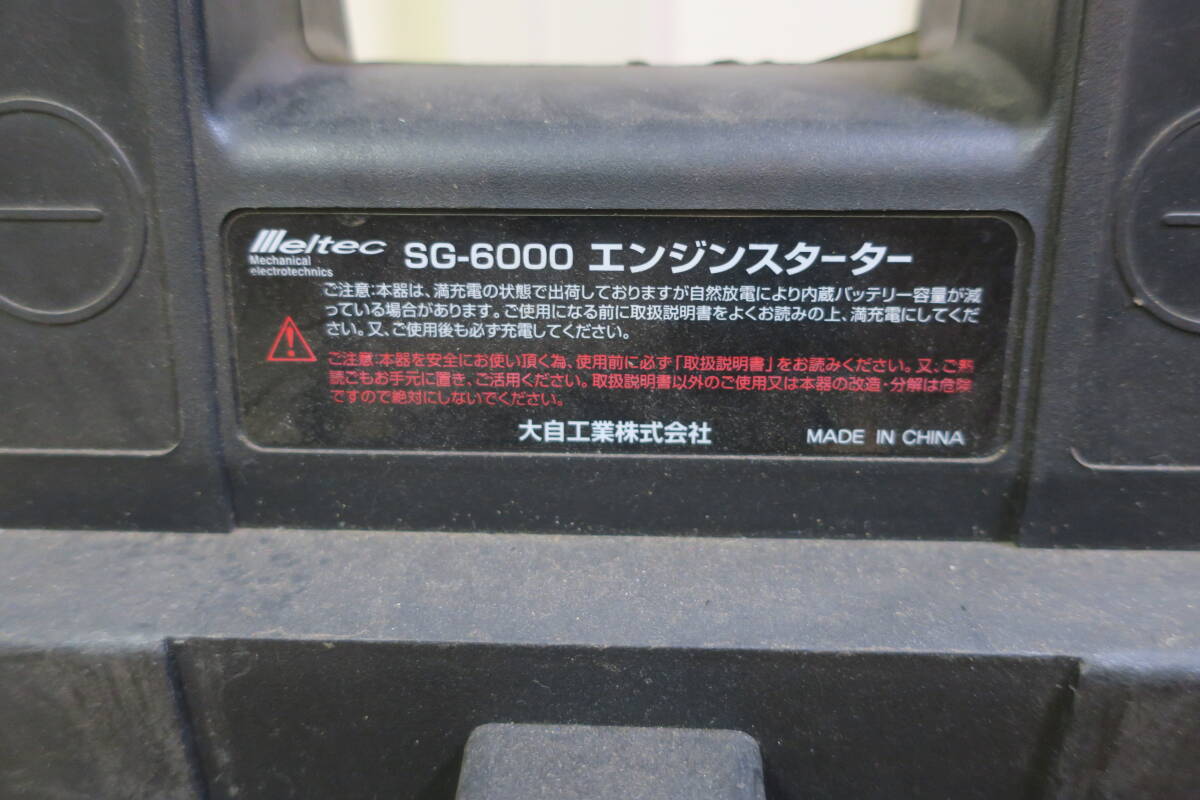 Meltec SG-6000 エンジンスターター
Mechanical
electrotechnics
ご注意:本器は、満充電の状態で出荷しておりますが自然放電により内蔵バッテリー容量が減
っている場合があります。ご使用になる前に取扱説明書をよくお読みの上、満充電にしてくだ
さい。又、ご使用後も必ず充電してください。
ご注意:本器を安全にお使い頂く為、使用前に必ず「取扱説明書」をお読みください。又、ご熟
読ごもお手元に置き、ご活用ください。取扱説明書以外のご使用又は本器の改造・分解は危険
ですので絶対にしないでください。
大自工業株式会社 MADE IN CHINA